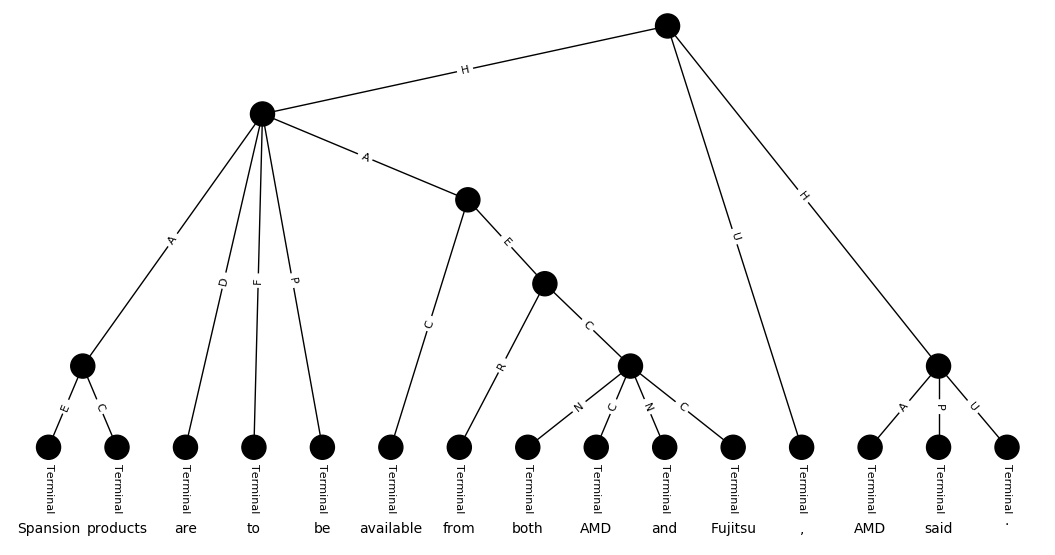 H
A
A
E
H
U
A
D
F
P
C
R
C
E
C
N
C
N
C
A
P
U
Terminal Terminal Terminal Terminal Terminal Terminal Terminal Terminal Terminal Terminal Terminal Terminal Terminal Terminal Terminal
Spansion products are to be available from both AMD and Fujitsu , AMD said .